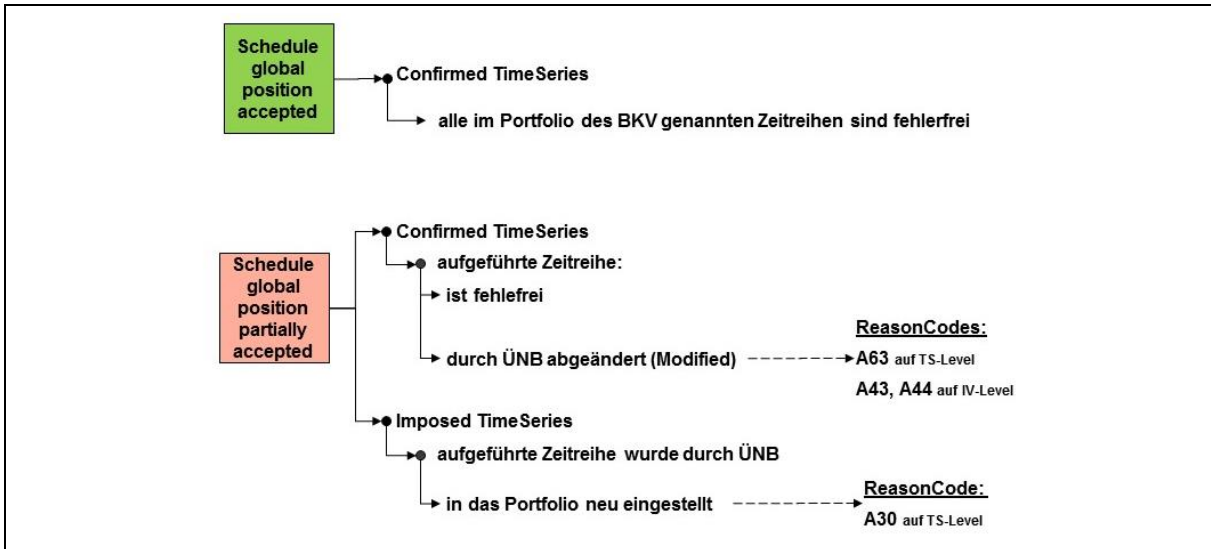 Schedule
global
position
accepted
Confirmed TimeSeries
alle im Portfolio des BKV genannten Zeitreihen sind fehlerfrei
Schedule
global
position
partially
accepted
Confirmed TimeSeries
aufgeführte Zeitreihe:
ist fehlefrei
durch ÜNB abgeändert (Modified)
ReasonCodes:
A63 auf TS-Level
A43, A44 auf IV-Level
Imposed TimeSeries
aufgeführte Zeitreihe wurde durch ÜNB
in das Portfolio neu eingestellt
ReasonCode:
A30 auf TS-Level